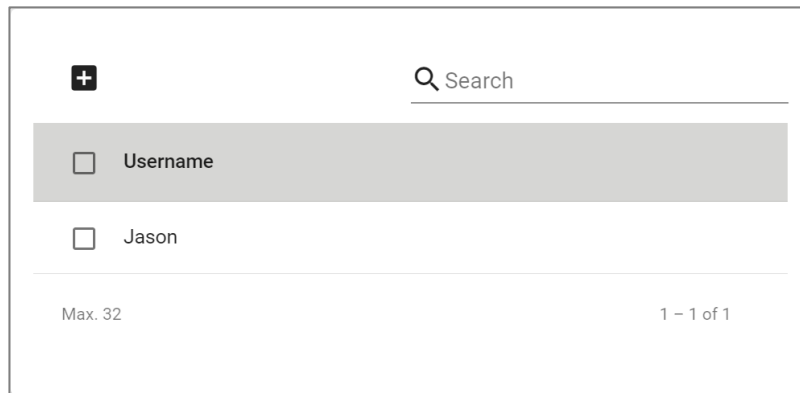 Search
Username
Jason
Max. 32 1 – 1 of 1